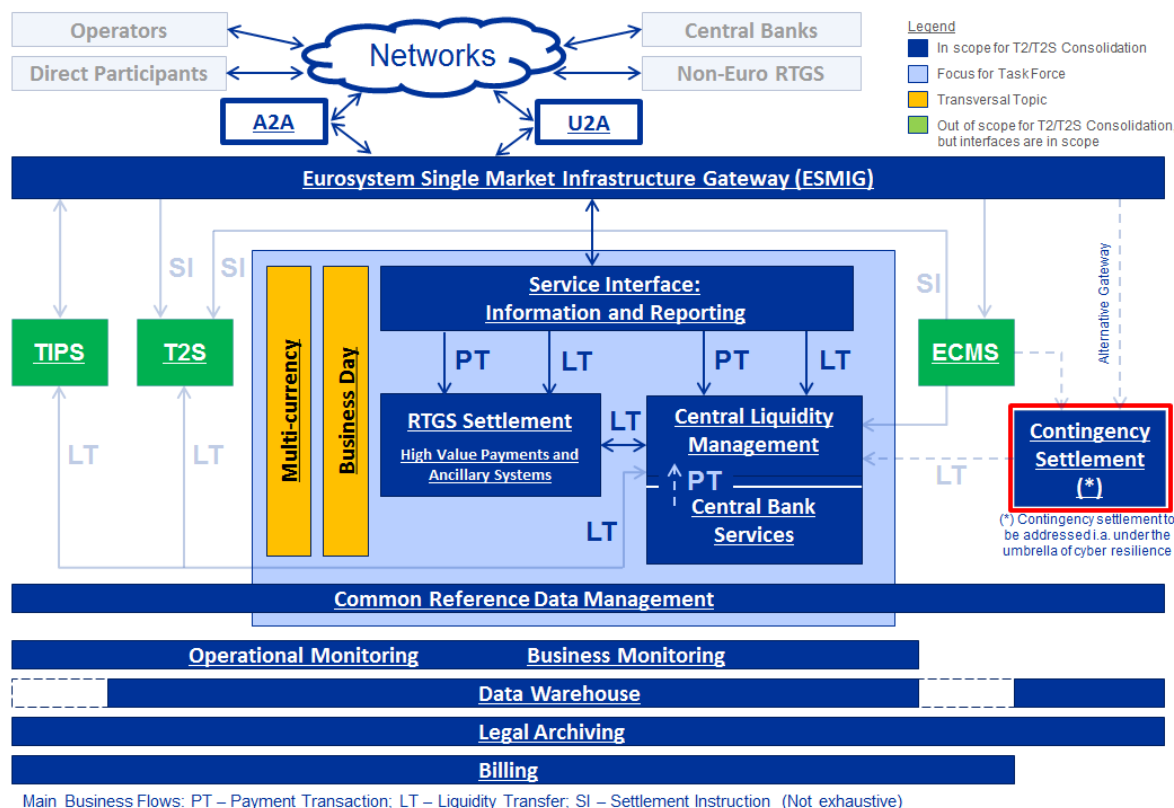 Operators
Direct Participants
Networks
Central Banks
Non-Euro RTGS
Legend
In scope for T2/T2S Consolidation
Focus for Task Force
Transversal Topic
Out of scope for T2/T2S Consolidation
but interfaces are in scope
A2A
U2A
Eurosystem Single Market Infrastructure Gateway (ESMIG)
SI
SI
SI
Alternative Gateway
Multi-currency
Business Day
Service Interface:
Information and Reporting
TIPS
T2S
ECMS
PT
LT
PT
LT
RTGS Settlement
High Value Payments and
Ancillary Systems
LT
Central Liquidity
Management
PT
Central Bank
Services
LT
LT
LT
LT
Contingency
Settlement
(*)
(*) Contingency settlement to
be addressed i.a. under the
umbrella of cyber resilience
Common Reference Data Management
Operational Monitoring
Business Monitoring
Data Warehouse
Legal Archiving
Billing
Main Business Flows: PT – Payment Transaction; LT – Liquidity Transfer; SI – Settlement Instruction (Not exhaustive)